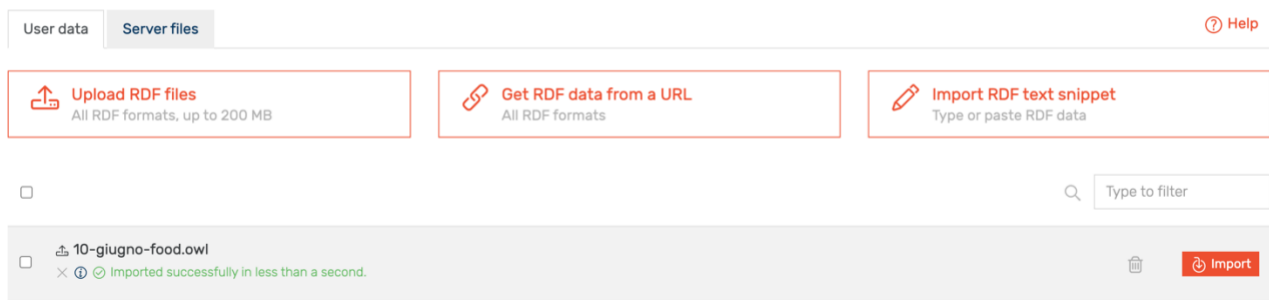 User data
Server files
Help
Upload RDF files
All RDF formats, up to 200 MB
Get RDF data from a URL
All RDF formats
Import RDF text snippet
Type or paste RDF data
Type to filter
10-giugno-food.owl
Imported successfully in less than a second.
Import